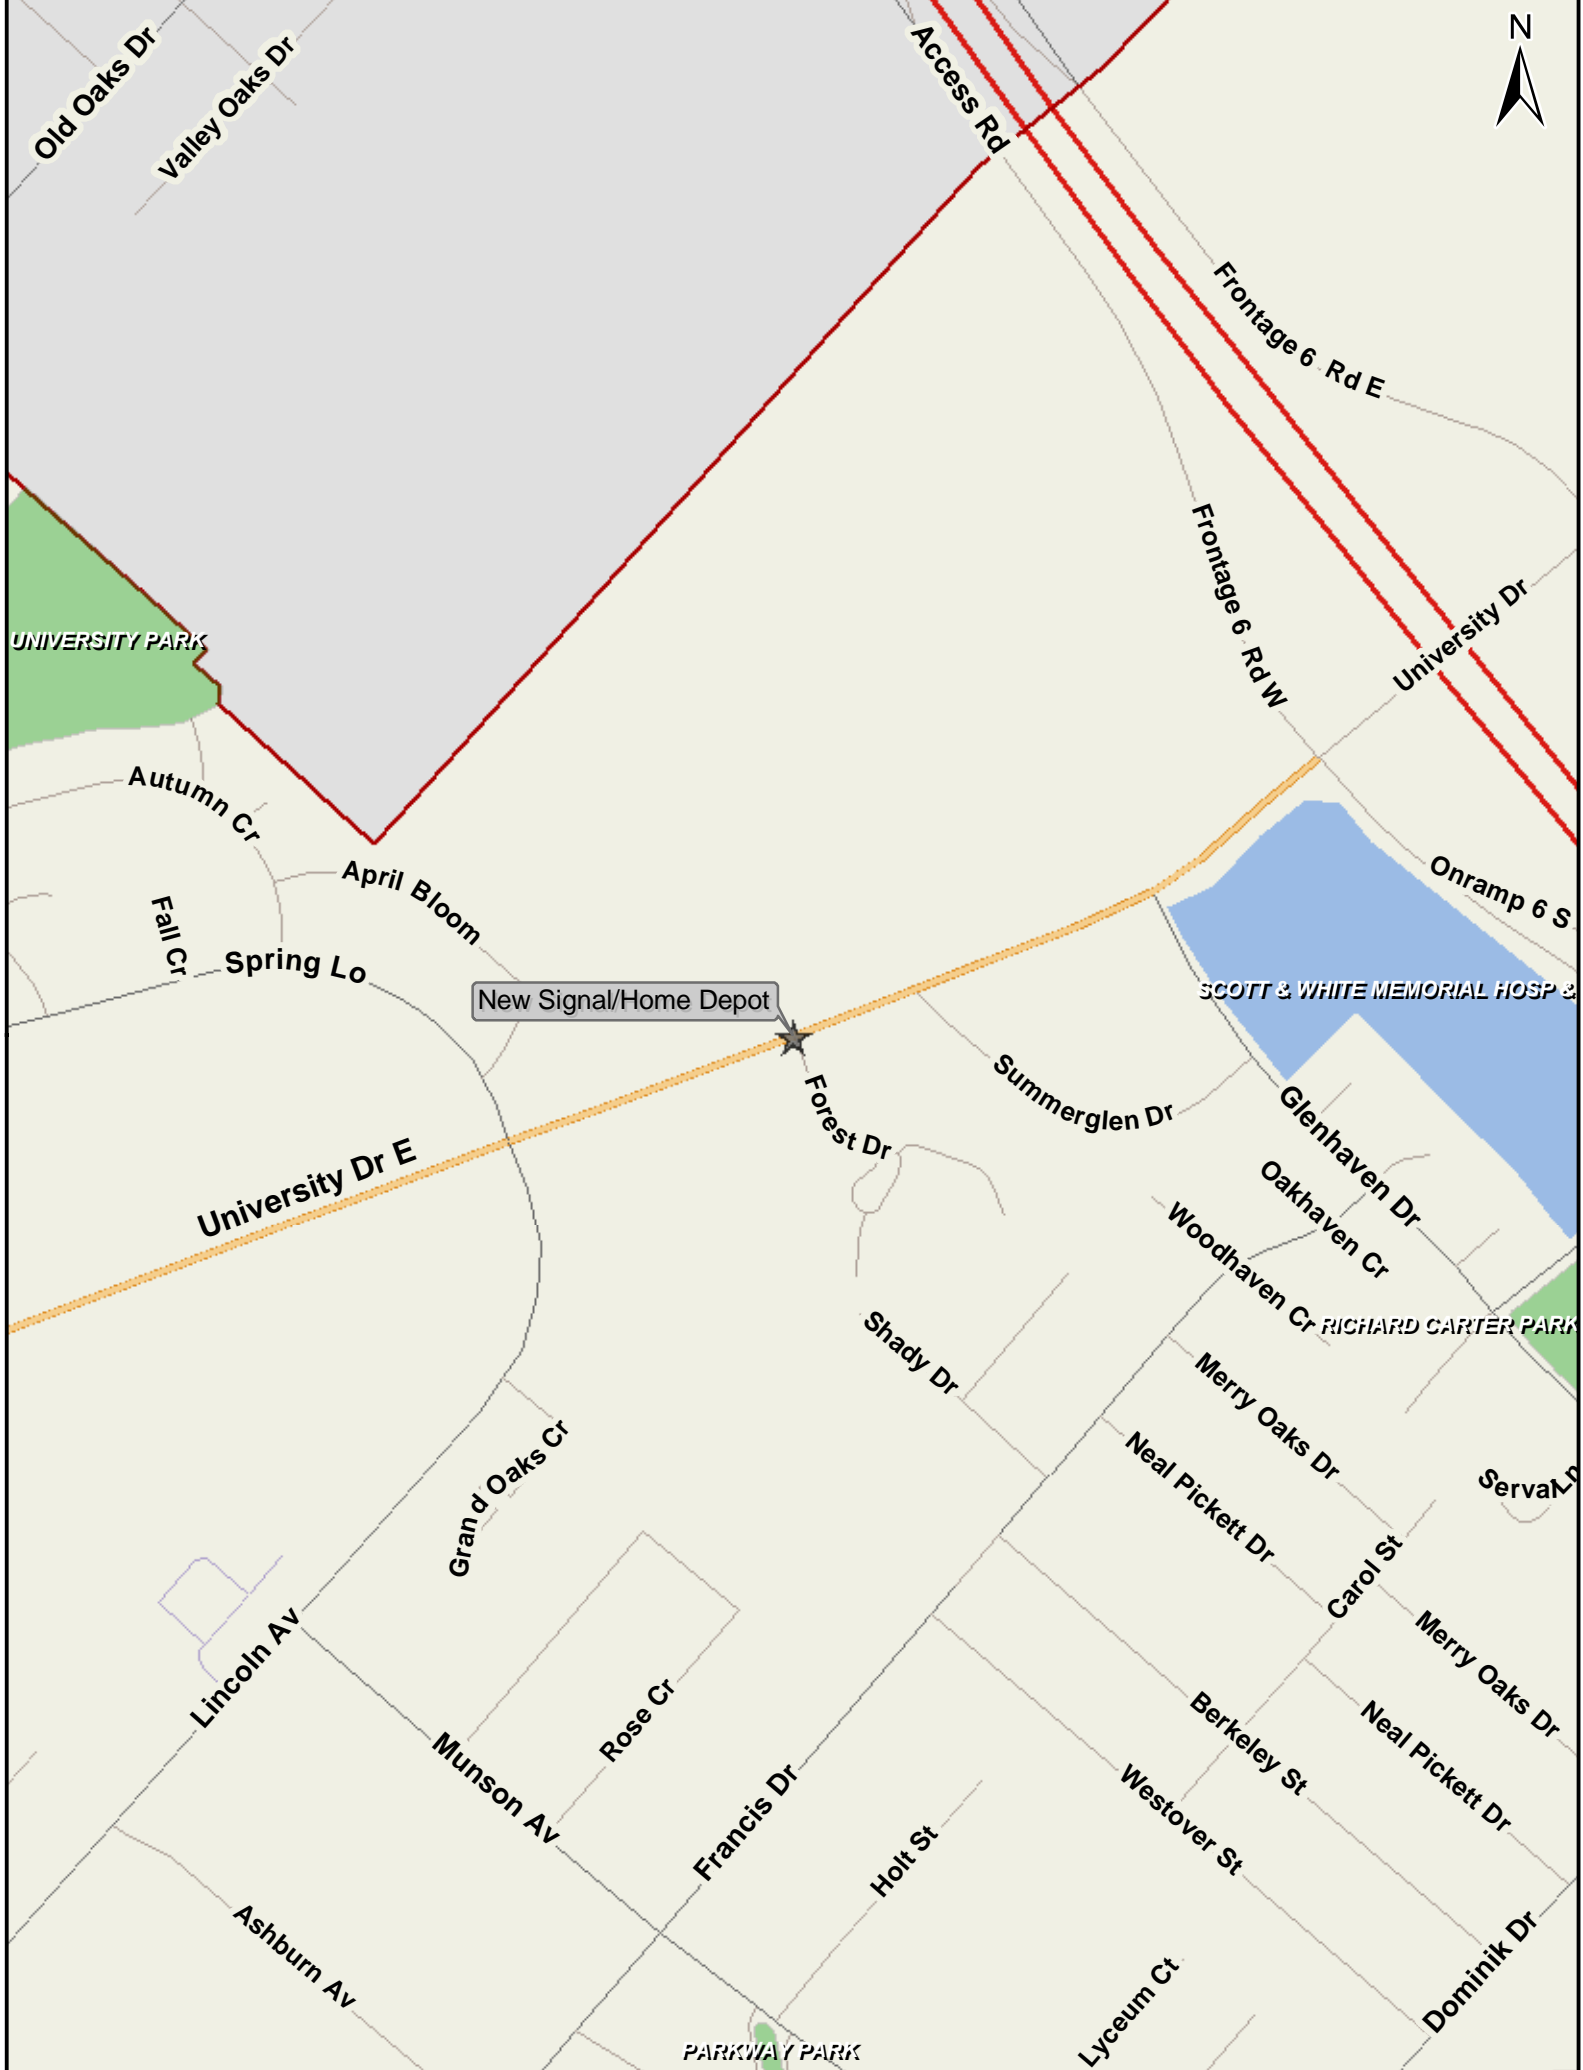 N
Old Oaks Dr
Valley Oaks Dr
Access Rd
Frontage 6 Rd E
Frontage 6 Rd W
University Dr
UNIVERSITY PARK
Autumn Cr
April Bloom
Fall Cr
Spring Lo
Onramp 6 S
SCOTT & WHITE MEMORIAL HOSP &
New Signal/Home Depot
Summerglen Dr
Forest Dr
Glenhaven Dr
University Dr E
Oakhaven Cr
Woodhaven Cr
RICHARD CARTER PARK
Shady Dr
Merry Oaks Dr
Grand Oaks Cr
Neal Pickett Dr
Serval Ln
Carol St
Lincoln Av
Merry Oaks Dr
Rose Cr
Berkeley St
Neal Pickett Dr
Munson Av
Francis Dr
Westover St
Holt St
Ashburn Av
Dominik Dr
Lyceum Ct
PARKWAY PARK